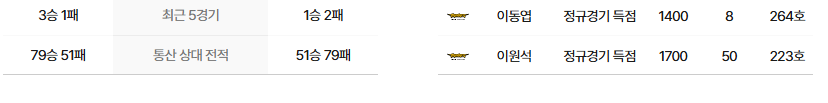 3승 1패 최근 5경기 1승 2패
79승 51패 통산 상대 전적 51승 79패
이동엽 정규경기 득점 1400 8 264호
이원석 정규경기 득점 1700 50 223호